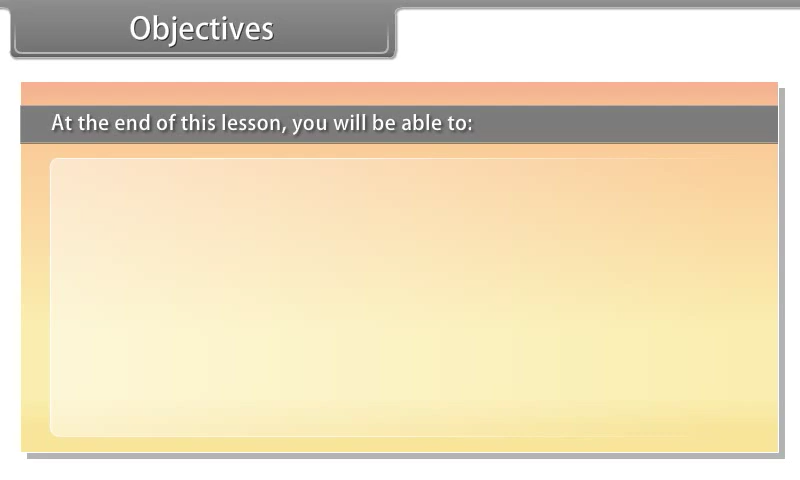 Objectives
At the end of this lesson, you will be able to: